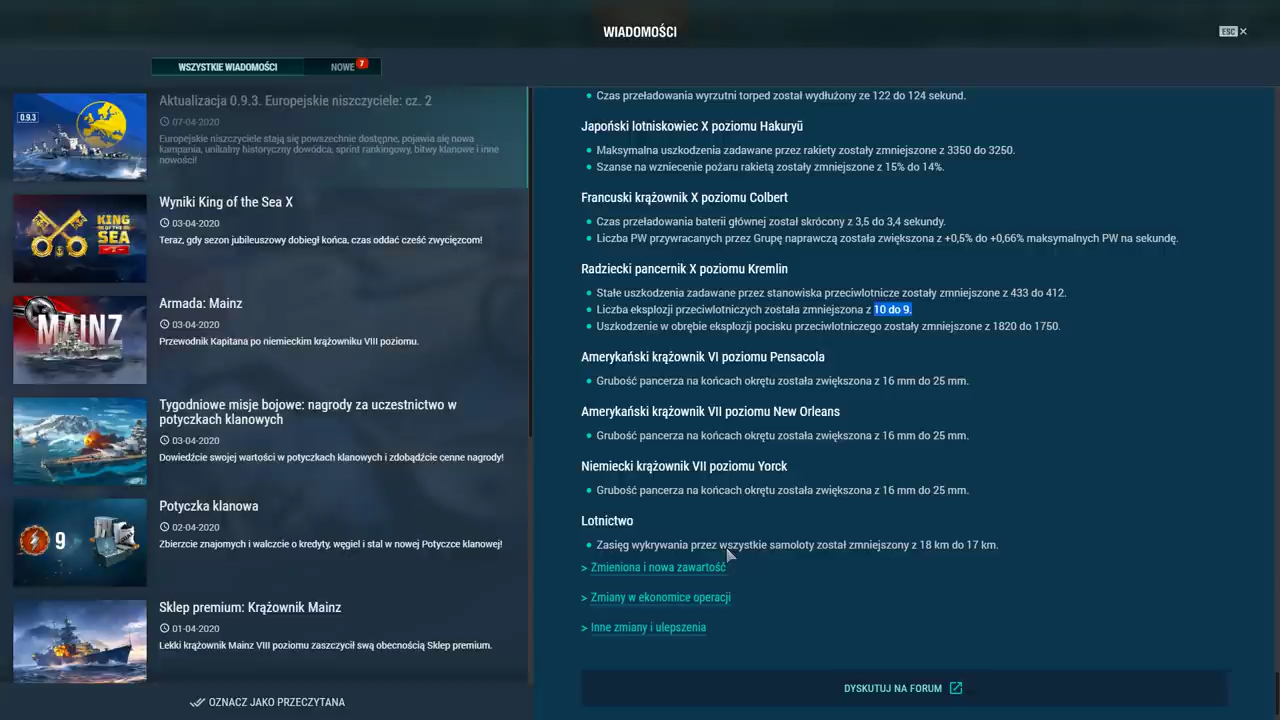 WIADOMOŚCI
ESC ×
WSZYSTKIE WIADOMOŚCI
NOWE
7
0.9.3
Aktualizacja 0.9.3. Europejskie niszczyciele: cz. 2
07-04-2020
Europejskie niszczyciele stają się powszechnie dostępne, pojawia się nowa
kampania, unikalny historyczny dowódca, sprint rankingowy, bitwy klanowe i inne
nowości!
KING
OF THE
SEA
Wyniki King of the Sea X
03-04-2020
Teraz, gdy sezon jubileuszowy dobiegł końca, czas oddać cześć zwycięzcom!
MAINZ
Armada: Mainz
03-04-2020
Przewodnik Kapitana po niemieckim krążowniku VIII poziomu.
Tygodniowe misje bojowe: nagrody za uczestnictwo w
potyczkach klanowych
03-04-2020
Dowiedźcie swojej wartości w potyczkach klanowych i zdobądźcie cenne nagrody!
9
Potyczka klanowa
02-04-2020
Zbierzcie znajomych i walczcie o kredyty, węgiel i stal w nowej Potyczce klanowej!
Sklep premium: Krążownik Mainz
01-04-2020
Lekki krążownik Mainz VIII poziomu zaszczycił swą obecnością Sklep premium.
OZNACZ JAKO PRZECZYTANA
Czas przeładowania wyrzutni torped został wydłużony ze 122 do 124 sekund.
Japoński lotniskowiec X poziomu Hakuryū
Maksymalna uszkodzenia zadawane przez rakiety zostały zmniejszone z 3350 do 3250.
Szanse na wzniecenie pożaru rakietą zostały zmniejszone z 15% do 14%.
Francuski krążownik X poziomu Colbert
Czas przeładowania baterii głównej został skrócony z 3,5 do 3,4 sekundy.
Liczba PW przywracanych przez Grupę naprawczą została zwiększona z +0,5% do +0,66% maksymalnych PW na sekundę.
Radziecki pancernik X poziomu Kremlin
Stałe uszkodzenia zadawane przez stanowiska przeciwlotnicze zostały zmniejszone z 433 do 412.
Liczba eksplozji przeciwlotniczych została zmniejszona z 10 do 9.
Uszkodzenie w obrębie eksplozji pocisku przeciwlotniczego zostały zmniejszone z 1820 do 1750.
Amerykański krążownik VI poziomu Pensacola
Grubość pancerza na końcach okrętu została zwiększona z 16 mm do 25 mm.
Amerykański krążownik VII poziomu New Orleans
Grubość pancerza na końcach okrętu została zwiększona z 16 mm do 25 mm.
Niemiecki krążownik VII poziomu Yorck
Grubość pancerza na końcach okrętu została zwiększona z 16 mm do 25 mm.
Lotnictwo
Zasięg wykrywania przez wszystkie samoloty został zmniejszony z 18 km do 17 km.
> Zmieniona i nowa zawartość
> Zmiany w ekonomice operacji
> Inne zmiany i ulepszenia
DYSKUTUJ NA FORUM